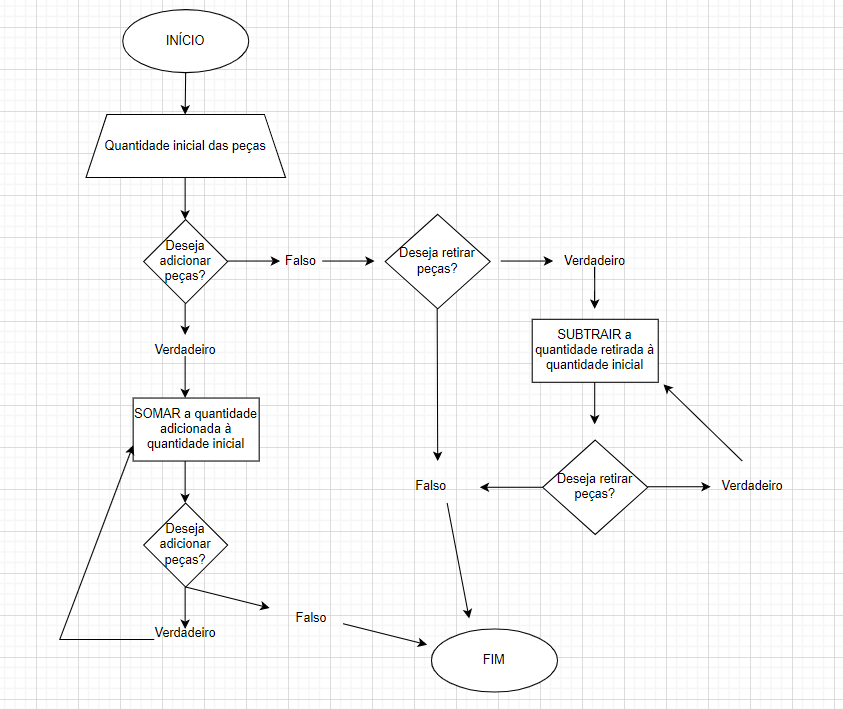 INÍCIO
Quantidade inicial das peças
Deseja
adicionar
peças?
Falso
Deseja retirar
peças?
Verdadeiro
Verdadeiro
SUBTRAIR a
quantidade retirada à
quantidade inicial
SOMAR a quantidade
adicionada à
quantidade inicial
Falso
Deseja retirar
peças?
Verdadeiro
Deseja
adicionar
peças?
Verdadeiro
Falso
FIM